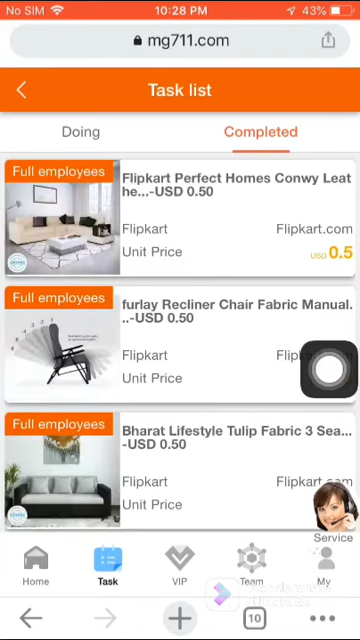 No SIM 10:28 PM 43%
mg711.com
Task list
Doing Completed
Full employees
Flipkart Perfect Homes Conwy Leat
he...-USD 0.50
Flipkart Flipkart.com
Unit Price USD 0.5
Full employees
furlay Recliner Chair Fabric Manual.
..-USD 0.50
Flipkart
Unit Price
Full employees
Bharat Lifestyle Tulip Fabric 3 Sea...
-USD 0.50
Flipkart Flipkart.com
Unit Price
Service
Home Task VIP Team My
10